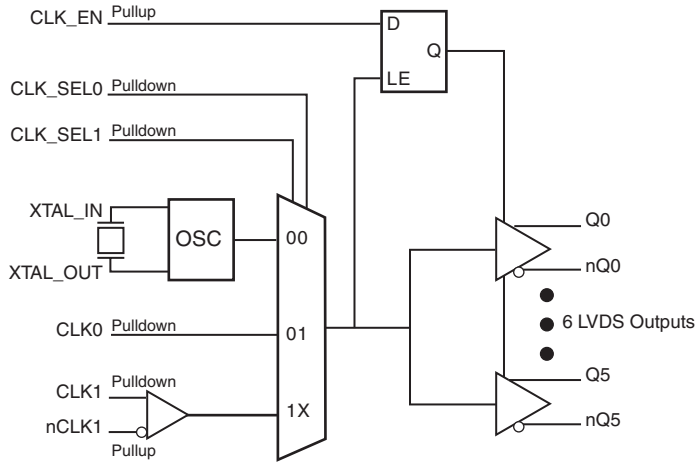 CLK_EN Pullup
D
Q
LE
CLK_SEL0 Pulldown
CLK_SEL1 Pulldown
XTAL_IN
OSC
XTAL_OUT
00
CLK0 Pulldown
01
CLK1 Pulldown
nCLK1
Pullup
1X
Q0
nQ0
6 LVDS Outputs
Q5
nQ5